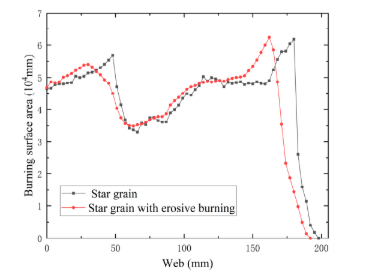 7
6
5
4
3
2
1
0
Burning surface area (10⁴mm)
Star grain
Star grain with erosive burning
0 50 100 150 200
Web (mm)